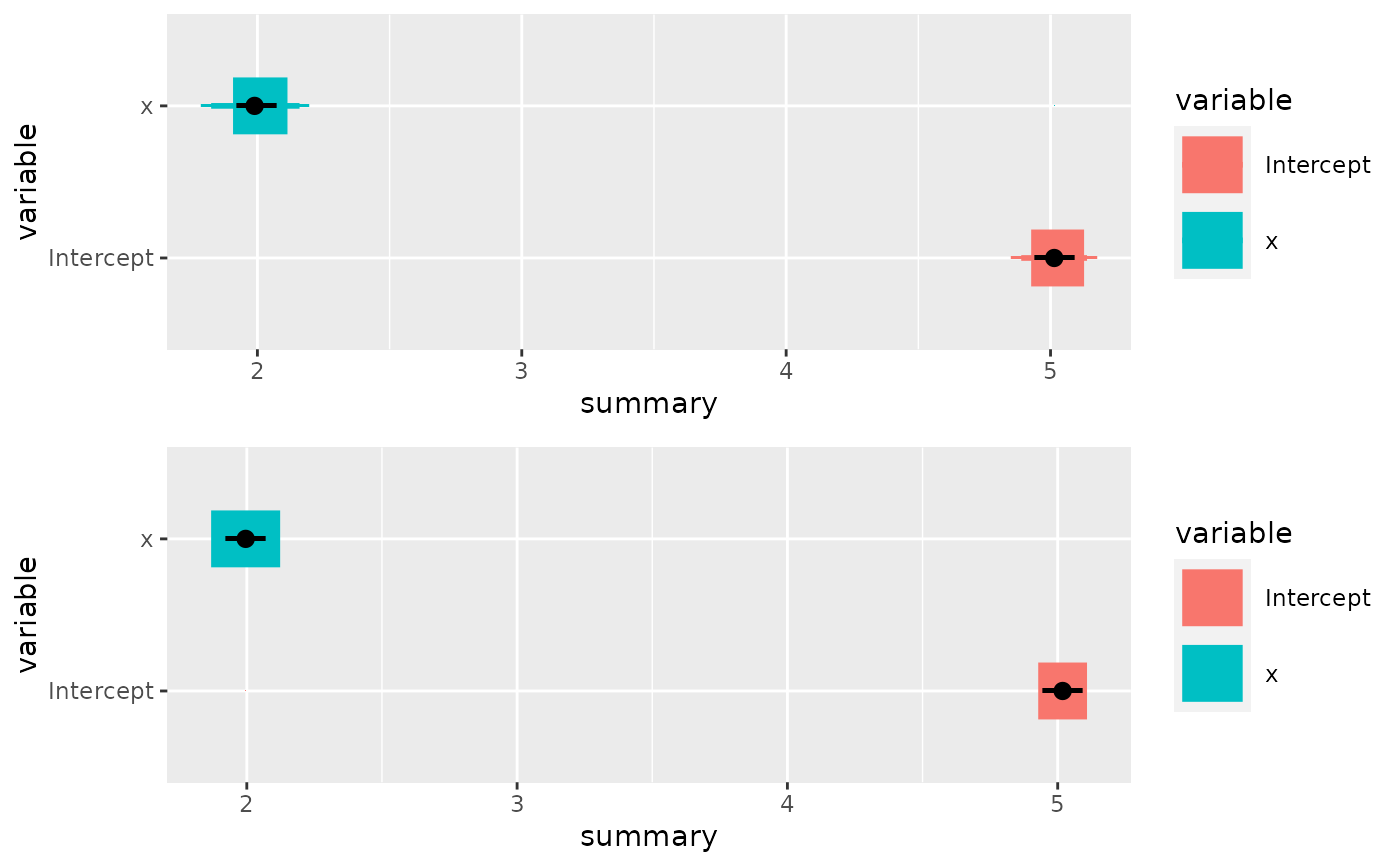 variable
x
Intercept
2 3 4 5
summary
variable
Intercept
x
variable
x
Intercept
2 3 4 5
summary
variable
Intercept
x